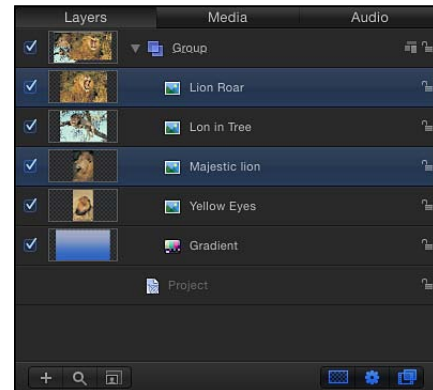 Layers Media Audio
Group
Lion Roar
Lon in Tree
Majestic lion
Yellow Eyes
Gradient
Project